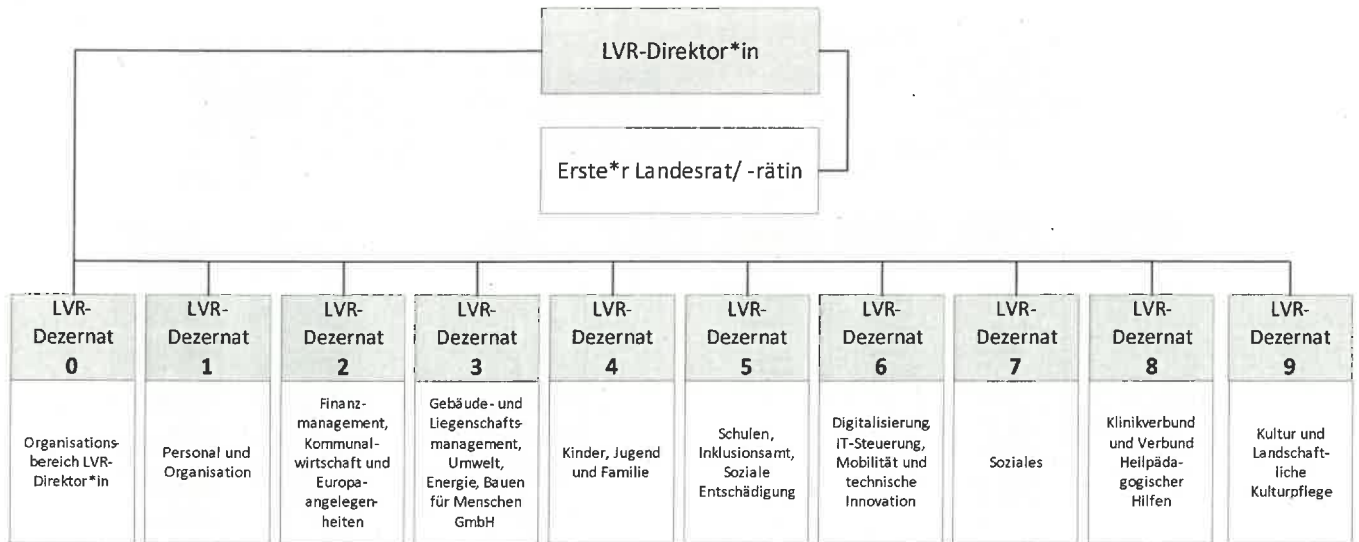 LVR-Direktor*in
Erste*r Landesrat/ -rätin
LVR-
Dezernat
0
Organisations-
bereich LVR-
Direktor*in
LVR-
Dezernat
1
Personal und
Organisation
LVR-
Dezernat
2
Finanz-
management,
Kommunal-
wirtschaft und
Europa-
angelegen-
heiten
LVR-
Dezernat
3
Gebäude- und
Liegenschafts-
management,
Umwelt,
Energie, Bauen
für Menschen
GmbH
LVR-
Dezernat
4
Kinder, Jugend
und Familie
LVR-
Dezernat
5
Schulen,
Inklusionsamt,
Soziale
Entschädigung
LVR-
Dezernat
6
Digitalisierung,
IT-Steuerung,
Mobilität und
technische
Innovation
LVR-
Dezernat
7
Soziales
LVR-
Dezernat
8
Klinikverbund
und Verbund
Heilpäda-
gogischer
Hilfen
LVR-
Dezernat
9
Kultur und
Landschaft-
liche
Kulturpflege